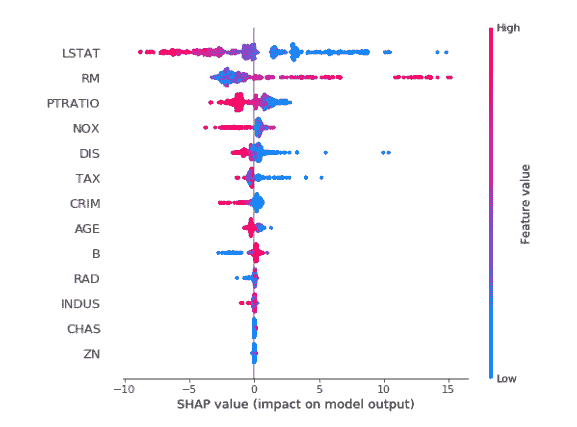 High
LSTAT
RM
PTRATIO
NOX
DIS
TAX
CRIM
AGE
B
RAD
INDUS
CHAS
ZN
Feature value
Low
−10 −5 0 5 10 15
SHAP value (impact on model output)